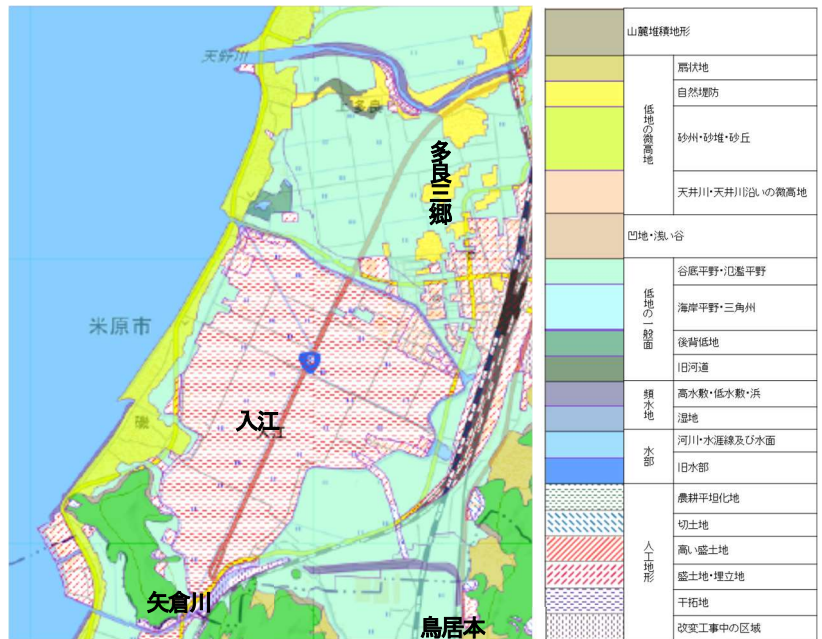 天野川
多良
多良三郷
米原市
8
入江
磯
矢倉川
鳥居本
山麓堆積地形
低地の微高地
扇状地
自然堤防
砂州・砂堆・砂丘
天井川・天井川沿いの微高地
凹地・浅い谷
低地の一般面
谷底平野・氾濫平野
海岸平野・三角州
後背低地
旧河道
頻水地
高水敷・低水敷・浜
湿地
水部
河川・水涯線及び水面
旧水部
人工地形
農耕平坦化地
切土地
高い盛土地
盛土地・埋立地
干拓地
改変工事中の区域